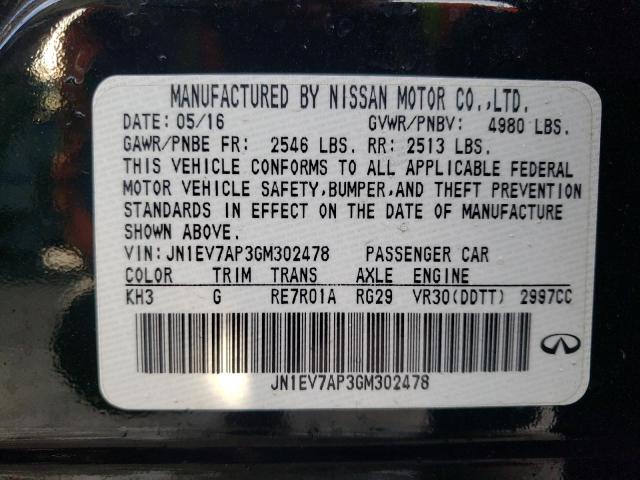 MANUFACTURED BY NISSAN MOTOR CO.,LTD.
DATE: 05/16 GVWR/PNBV: 4980 LBS.
GAWR/PNBE FR: 2546 LBS. RR: 2513 LBS.
THIS VEHICLE CONFORMS TO ALL APPLICABLE FEDERAL
MOTOR VEHICLE SAFETY,BUMPER,AND THEFT PREVENTION
STANDARDS IN EFFECT ON THE DATE OF MANUFACTURE
SHOWN ABOVE.
VIN: JN1EV7AP3GM302478 PASSENGER CAR
COLOR TRIM TRANS AXLE ENGINE
KH3 G RE7R01A RG29 VR30(DDTT) 2997CC
JN1EV7AP3GM302478